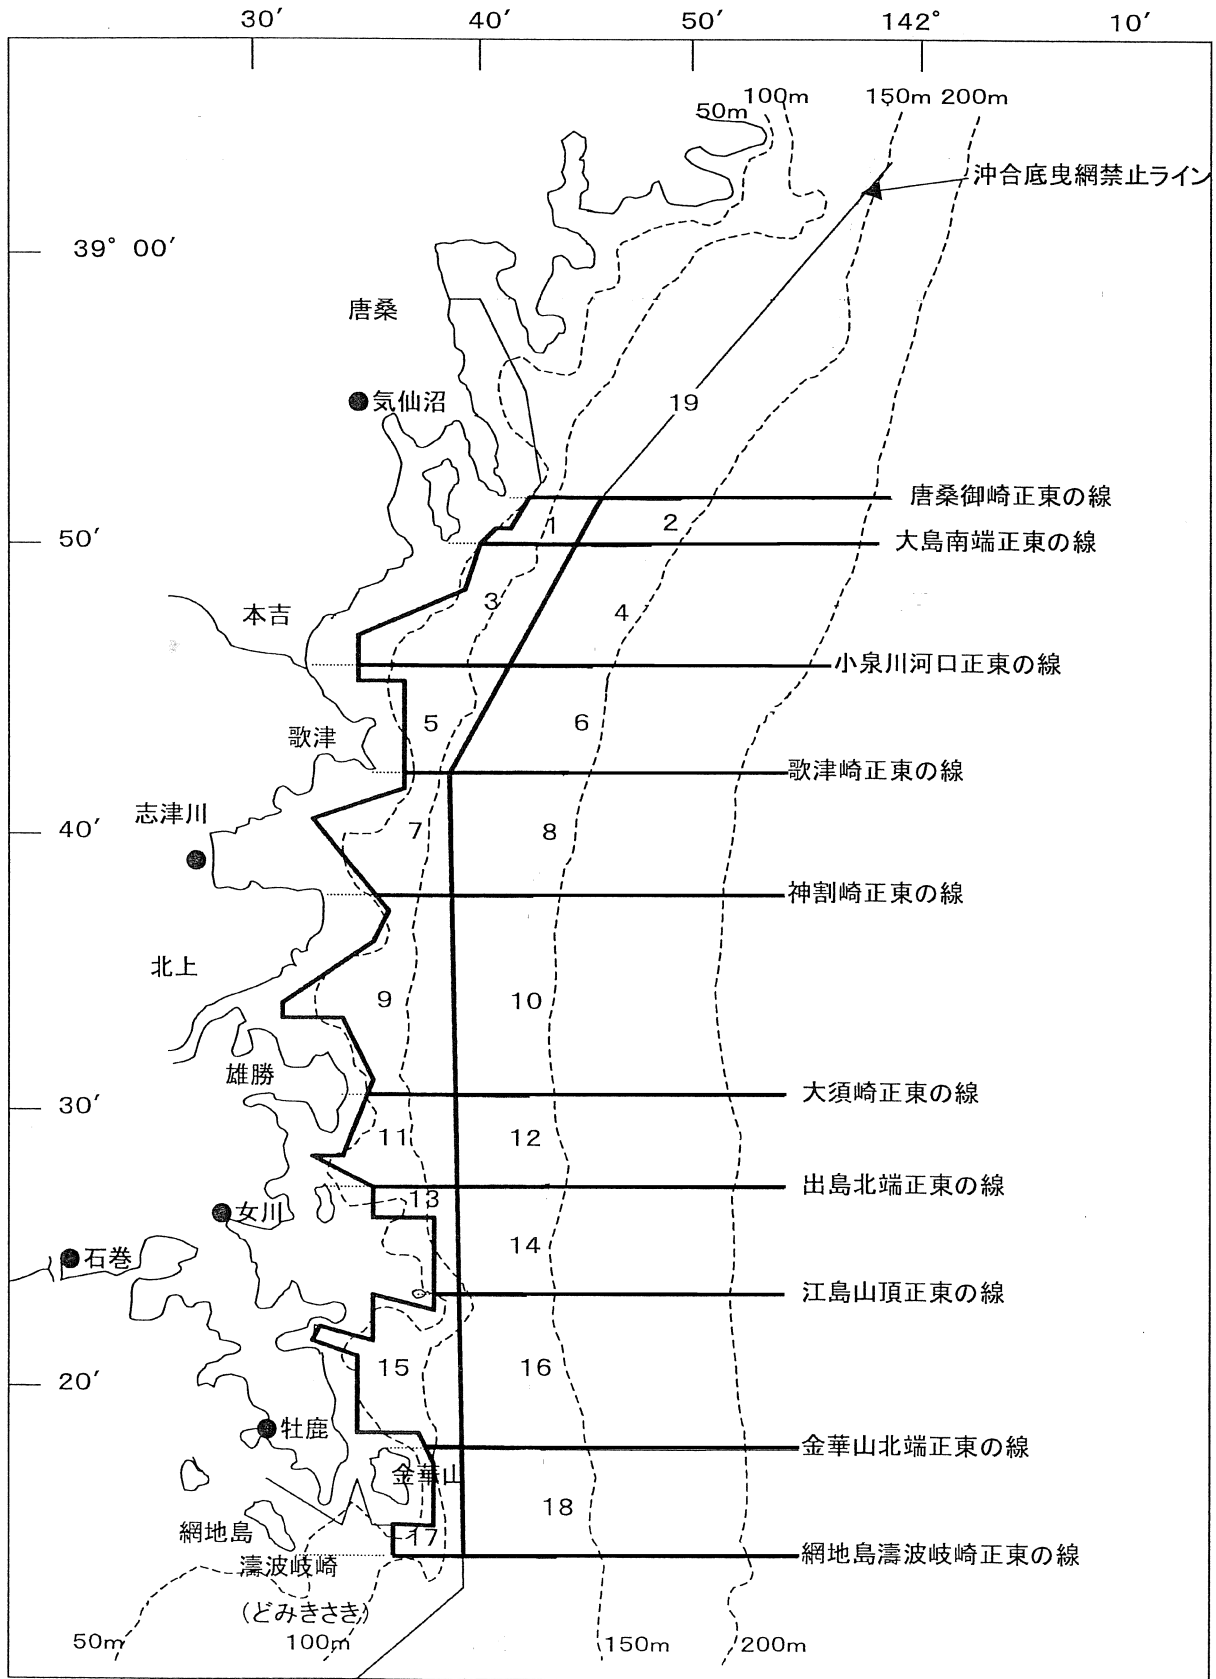 30′ 40′ 50′ 142° 10′
50m 100m 150m 200m
沖合底曳網禁止ライン
39° 00′
唐桑
気仙沼
19
唐桑御崎正東の線
1 2
50′
大島南端正東の線
3 4
本吉
小泉川河口正東の線
5 6
歌津
歌津崎正東の線
志津川
40′
7 8
神割崎正東の線
北上
9 10
雄勝
大須崎正東の線
30′
11 12
出島北端正東の線
13
女川
14
石巻
江島山頂正東の線
15 16
20′
牡鹿
金華山北端正東の線
金華山
18
網地島
17
網地島濤波岐崎正東の線
濤波岐崎
(どみきさき)
50m 100m 150m 200m